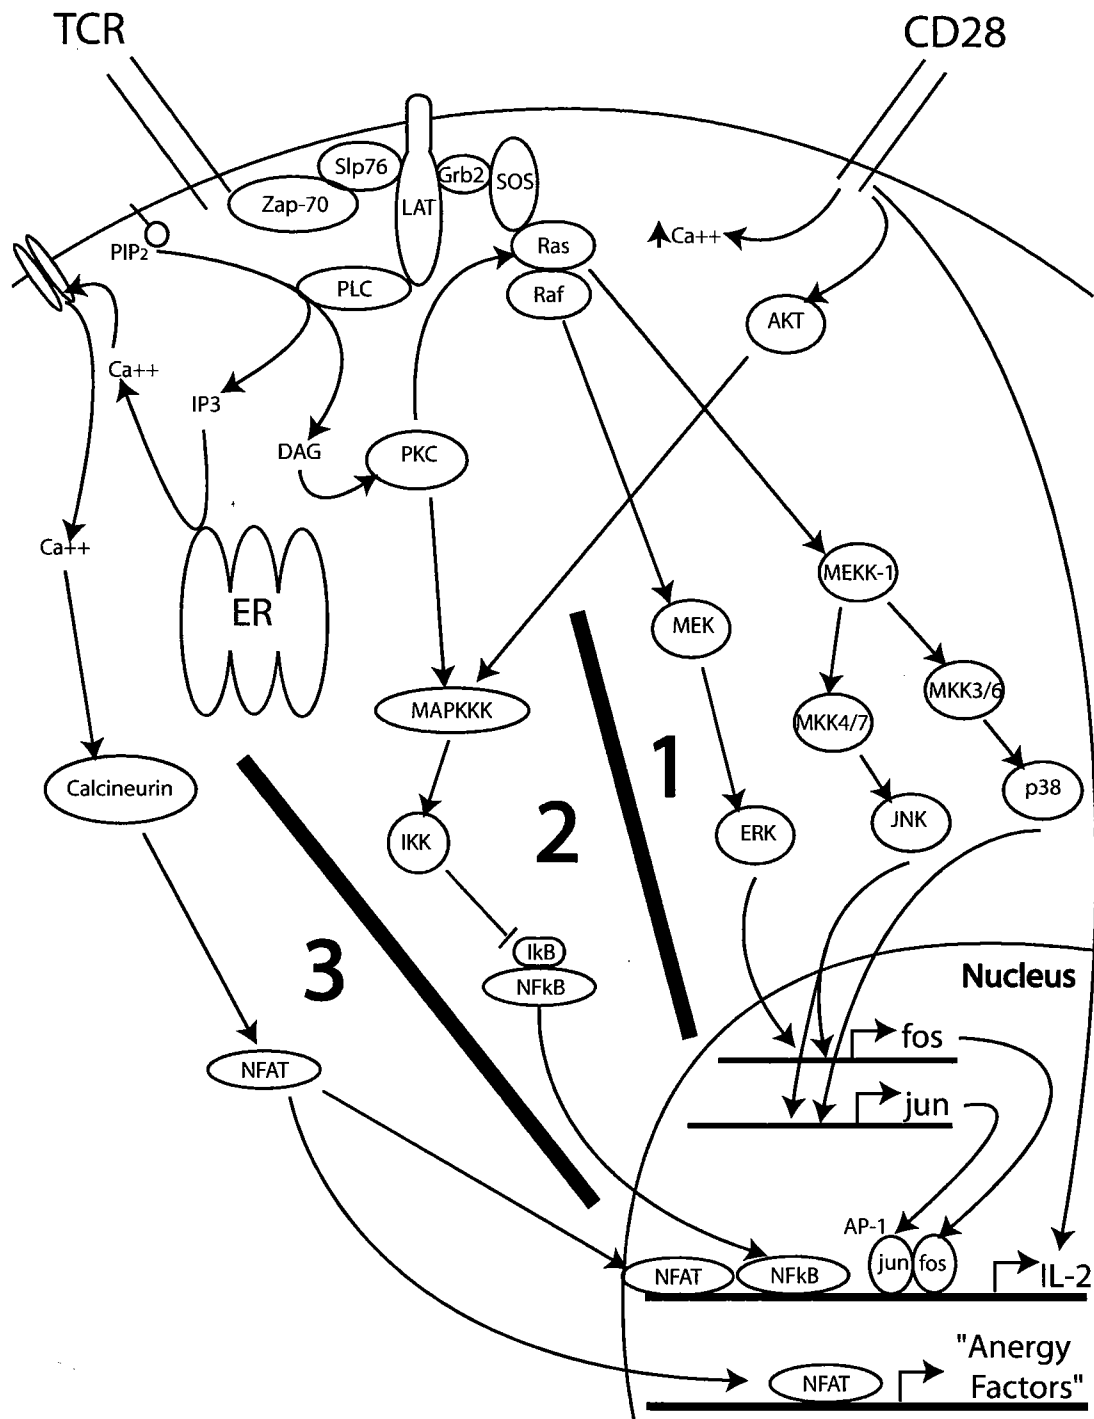 TCR
CD28
Slp76
Grb2
SOS
Zap-70
LAT
PIP2
Ras
Ca++
PLC
Raf
AKT
Ca++
IP3
DAG
PKC
Ca++
MEKK-1
ER
MEK
MKK3/6
MAPKKK
MKK4/7
1
Calcineurin
p38
2
IKK
ERK
JNK
IkB
3
NFkB
Nucleus
fos
NFAT
jun
AP-1
NFAT
NFkB
jun
fos
IL-2
"Anergy
Factors"
NFAT